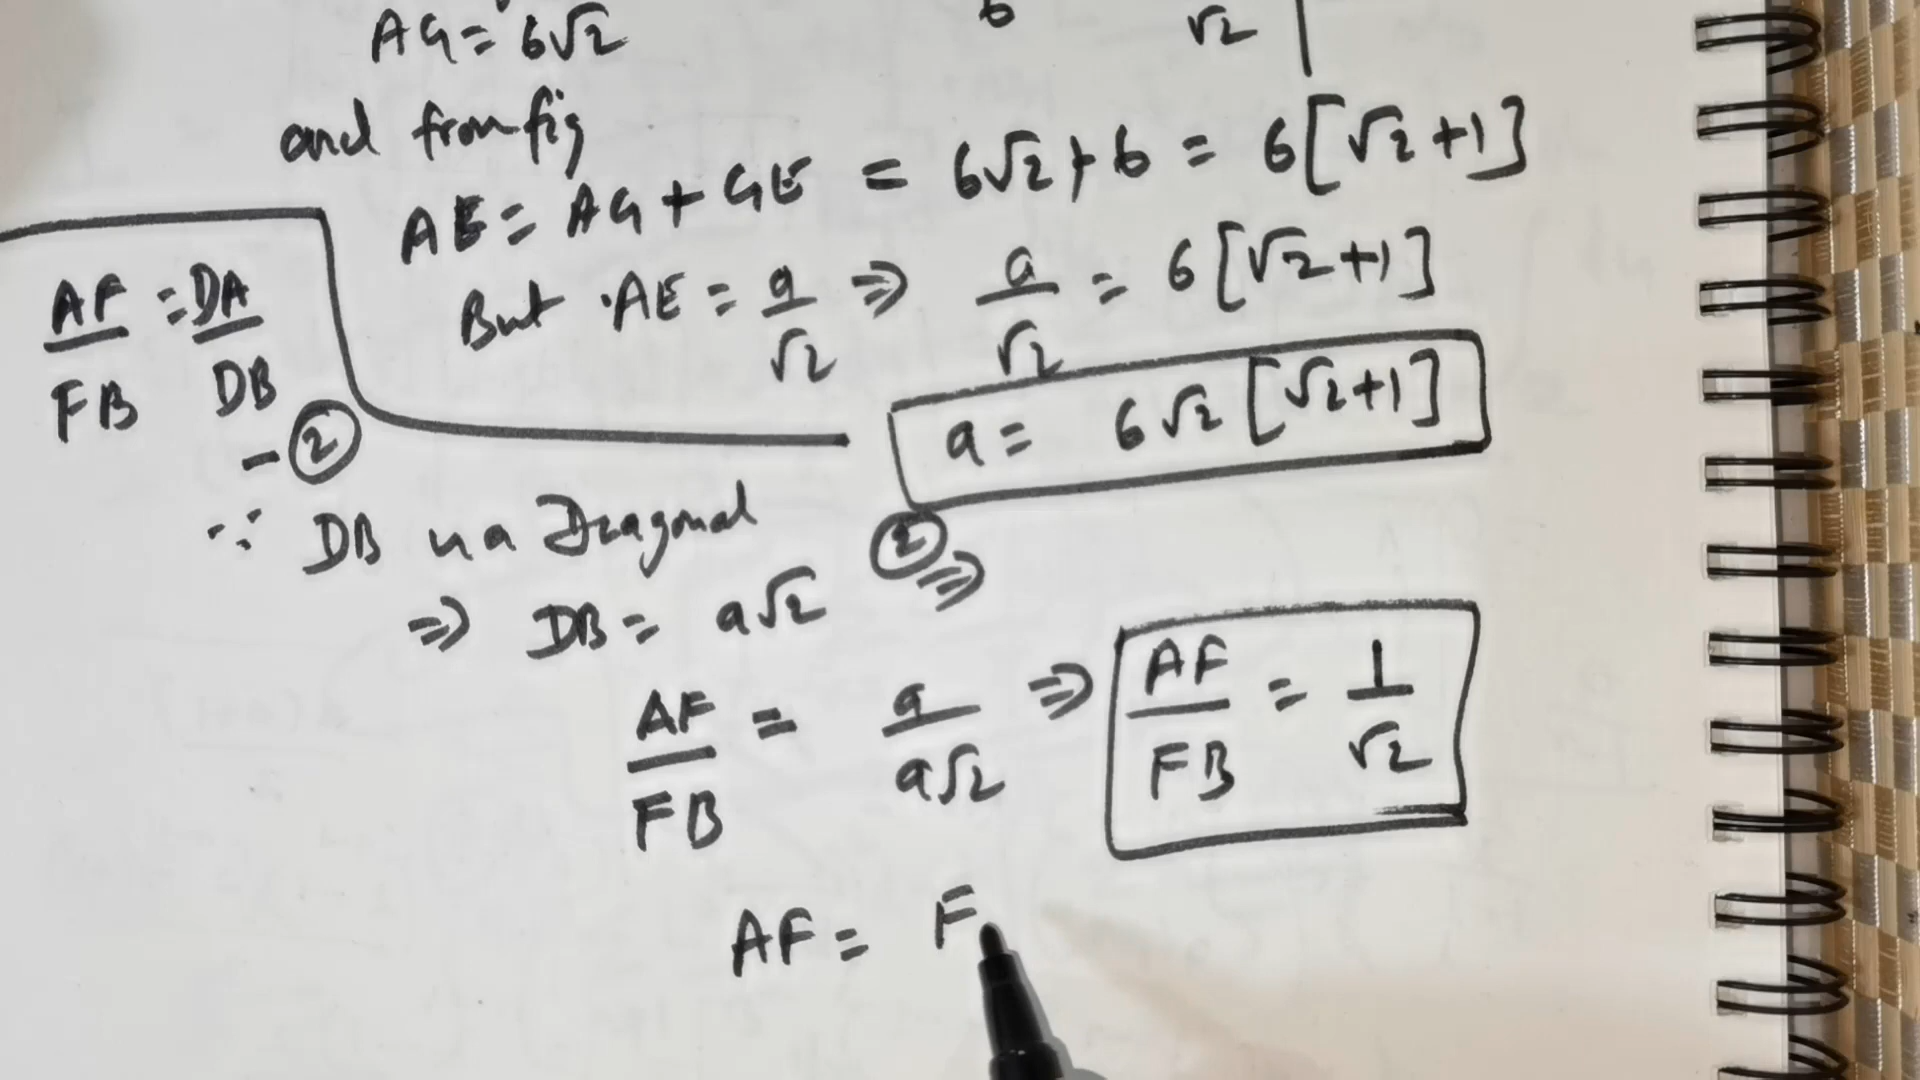 AG = 6√2
6
√2
and from fig
AE = AG + GE = 6√2 + 6 = 6[√2+1]
But AE = a/√2 ⇒ a/√2 = 6[√2+1]
AF/FB = DA/DB - ②
a = 6√2[√2+1]
∵ DB is a Diagonal
⇒ DB = a√2
② ⇒
AF/FB = a/a√2 ⇒ AF/FB = 1/√2
AF = F